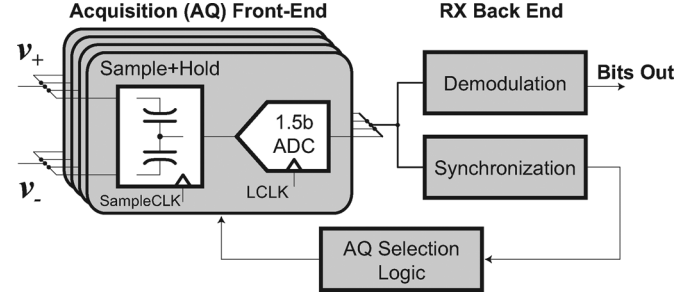 Acquisition (AQ) Front-End
RX Back End
v+
Sample+Hold
1.5b
ADC
SampleCLK
LCLK
v-
Demodulation
Bits Out
Synchronization
AQ Selection
Logic